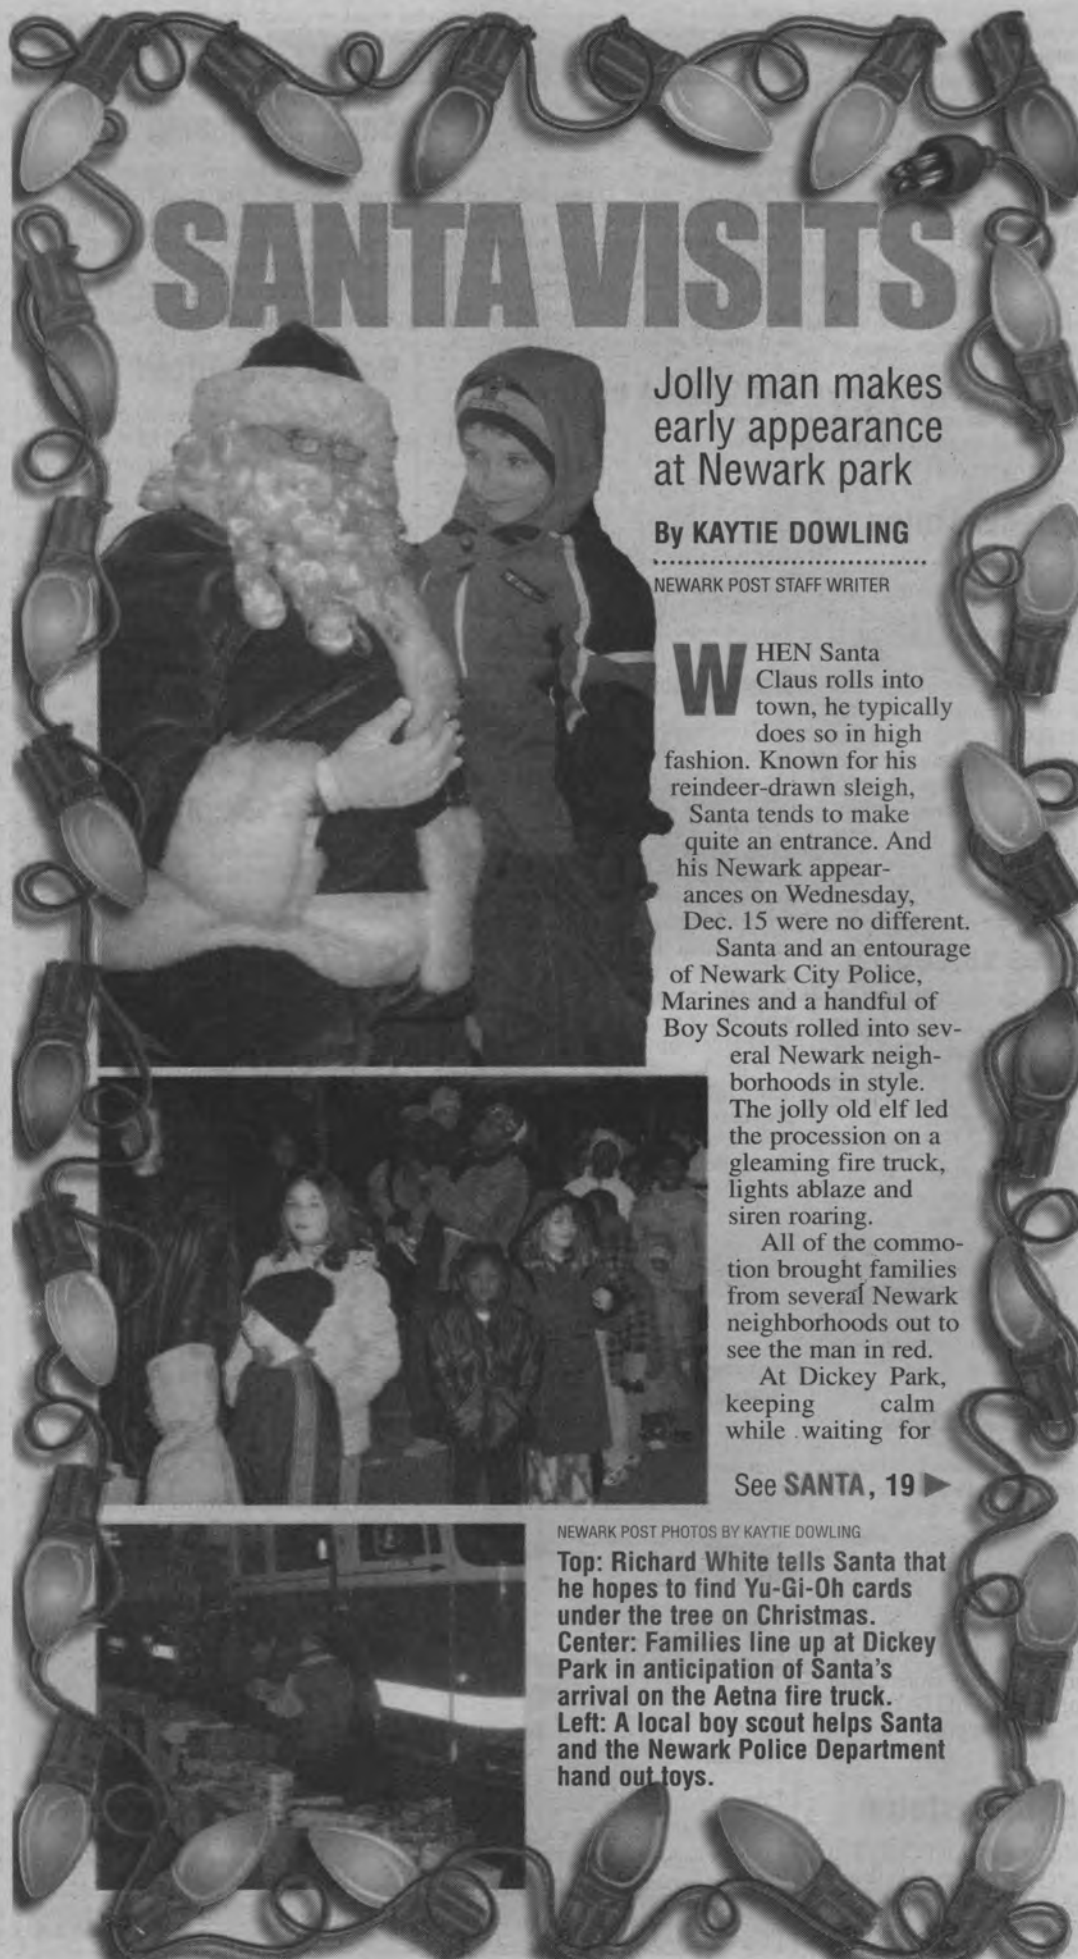 SANTA VISITS
Jolly man makes
early appearance
at Newark park
By KAYTIE DOWLING
NEWARK POST STAFF WRITER
WHEN Santa
Claus rolls into
town, he typically
does so in high
fashion. Known for his
reindeer-drawn sleigh,
Santa tends to make
quite an entrance. And
his Newark appear-
ances on Wednesday,
Dec. 15 were no different.
Santa and an entourage
of Newark City Police,
Marines and a handful of
Boy Scouts rolled into sev-
eral Newark neigh-
borhoods in style.
The jolly old elf led
the procession on a
gleaming fire truck,
lights ablaze and
siren roaring.
All of the commo-
tion brought families
from several Newark
neighborhoods out to
see the man in red.
At Dickey Park,
keeping calm
while waiting for
See SANTA, 19 ▶
NEWARK POST PHOTOS BY KAYTIE DOWLING
Top: Richard White tells Santa that
he hopes to find Yu-Gi-Oh cards
under the tree on Christmas.
Center: Families line up at Dickey
Park in anticipation of Santa's
arrival on the Aetna fire truck.
Left: A local boy scout helps Santa
and the Newark Police Department
hand out toys.